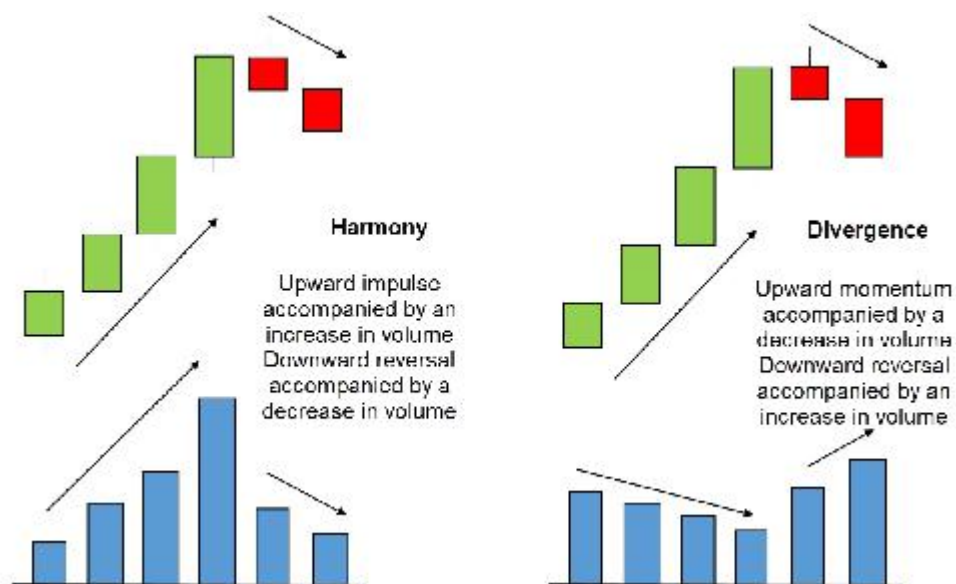 Harmony
Upward impulse
accompanied by an
increase in volume
Downward reversal
accompanied by a
decrease in volume
Divergence
Upward momentum
accompanied by a
decrease in volume
Downward reversal
accompanied by an
increase in volume